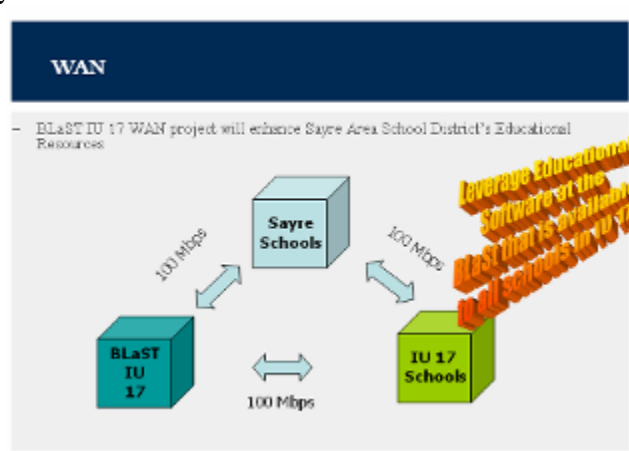 WAN
– BLaST IU 17 WAN project will enhance Sayre Area School District's Educational
Resources
Leverage Educational
Software at the
BLast that is available
to all schools in IU 17
Sayre
Schools
100 Mbps
100 Mbps
BLaST
IU
17
IU 17
Schools
100 Mbps